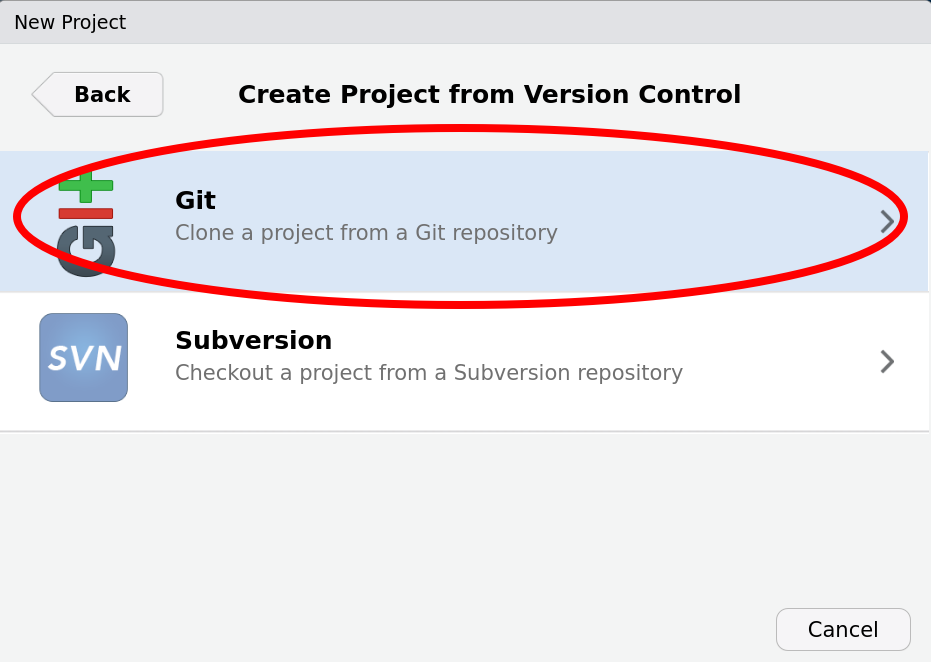 New Project
Back
Create Project from Version Control
Git
Git
Clone a project from a Git repository
SVN
Subversion
Checkout a project from a Subversion repository
Cancel